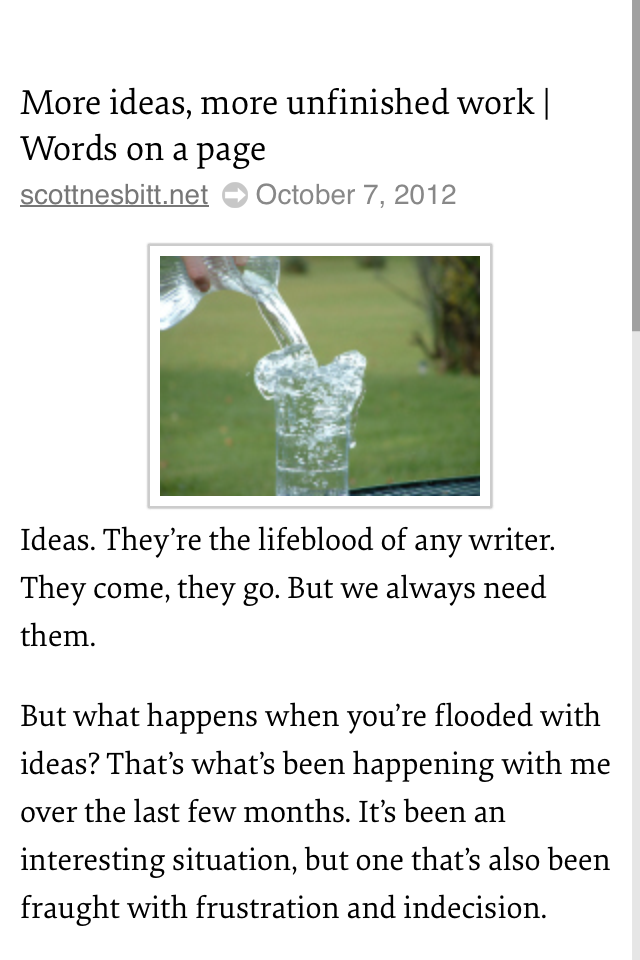 More ideas, more unfinished work |
Words on a page
scottnesbitt.net October 7, 2012
Ideas. They’re the lifeblood of any writer.
They come, they go. But we always need
them.
But what happens when you’re flooded with
ideas? That’s what’s been happening with me
over the last few months. It’s been an
interesting situation, but one that’s also been
fraught with frustration and indecision.